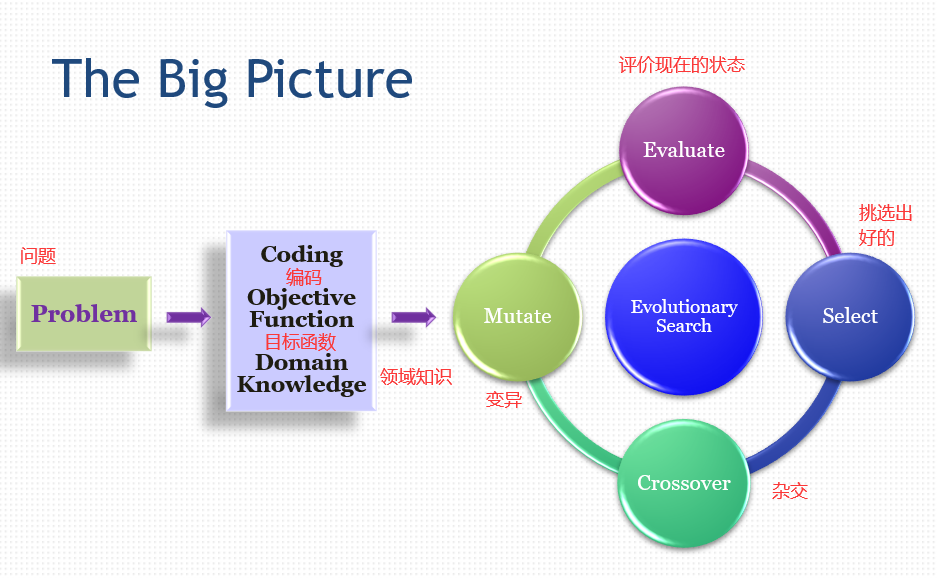 The Big Picture
问题
Problem
Coding
编码
Objective
Function
目标函数
Domain
Knowledge
领域知识
评价现在的状态
Evaluate
挑选出
好的
Select
Evolutionary
Search
Mutate
变异
Crossover
杂交